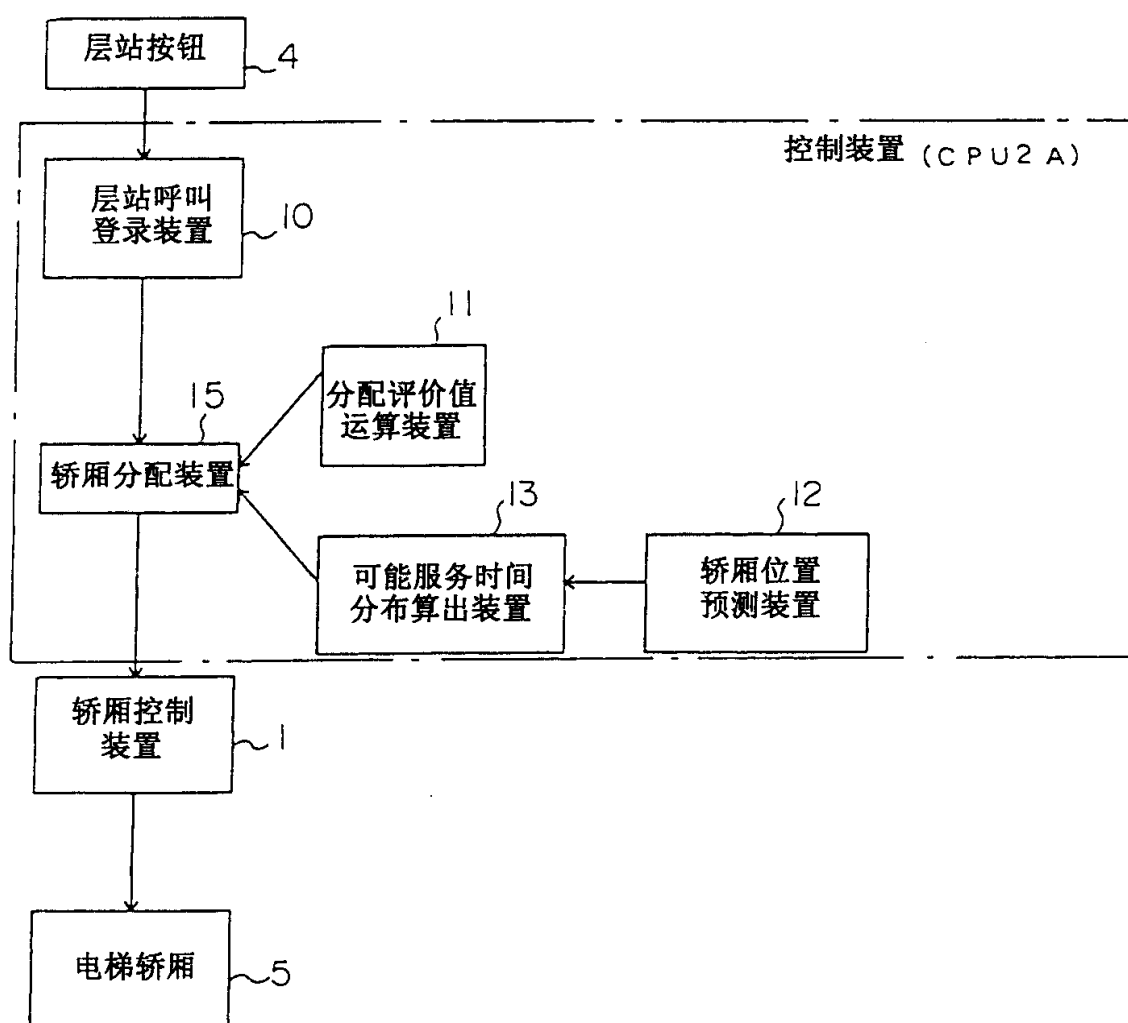 层站按钮
4
控制装置 (CPU2A)
层站呼叫
登录装置
10
11
分配评价值
运算装置
15
轿厢分配装置
13
可能服务时间
分布算出装置
12
轿厢位置
预测装置
轿厢控制
装置
1
电梯轿厢
5